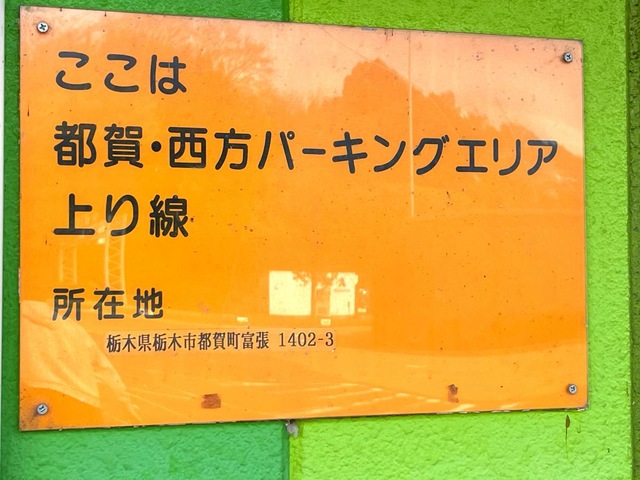 ここは
都賀・西方パーキングエリア
上り線
所在地
栃木県栃木市都賀町富張 1402-3